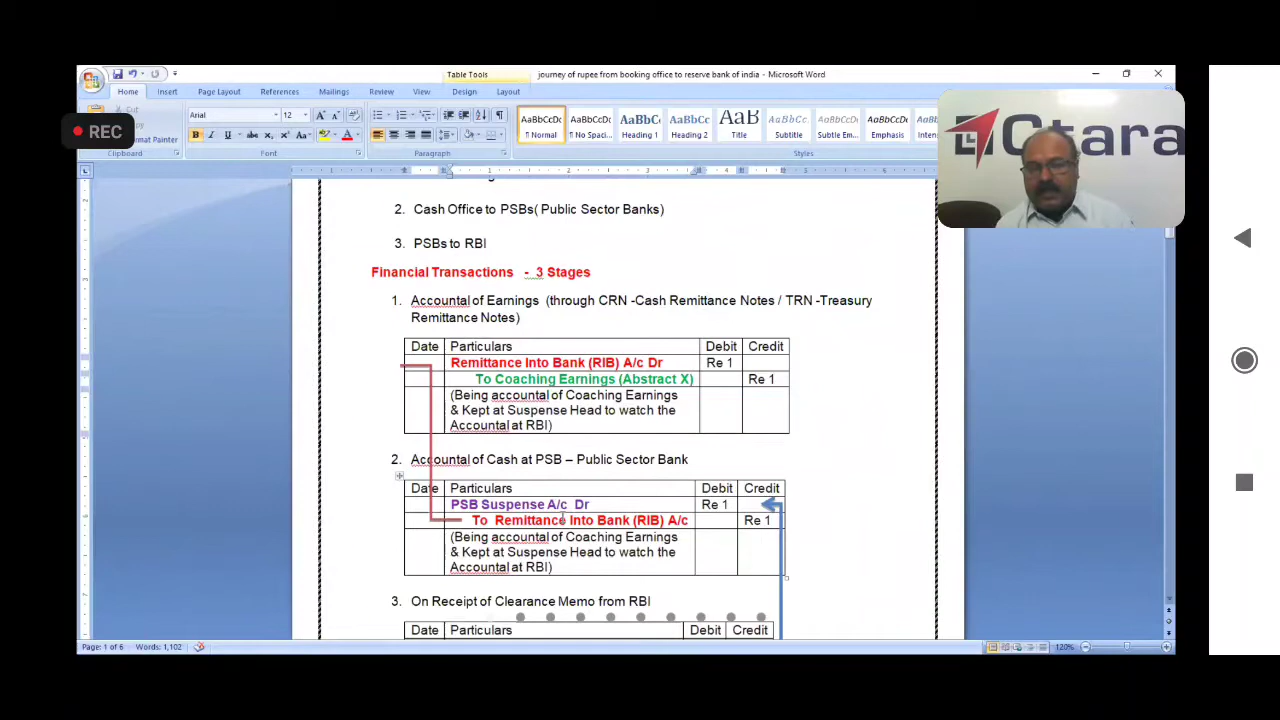 Table Tools
journey of rupee from booking office to reserve bank of india - Microsoft Word
Home Insert Page Layout References Mailings Review View Design Layout
REC
Cut
Format Painter
Arial 12
AaBbCcDc AaBbCcDc AaBbC AaBbCc AaBb AaBbCc AaBbCcDc
¶ Normal ¶ No Spaci... Heading 1 Heading 2 Title Subtitle Subtle Em... Emphasis
Clipboard Font Paragraph Styles
Ctara
2. Cash Office to PSBs( Public Sector Banks)
3. PSBs to RBI
Financial Transactions - 3 Stages
1. Accountal of Earnings (through CRN -Cash Remittance Notes / TRN -Treasury
Remittance Notes)
Date Particulars Debit Credit
Remittance Into Bank (RIB) A/c Dr Re 1
To Coaching Earnings (Abstract X) Re 1
(Being accountal of Coaching Earnings
& Kept at Suspense Head to watch the
Accountal at RBI)
2. Accountal of Cash at PSB – Public Sector Bank
Date Particulars Debit Credit
PSB Suspense A/c Dr Re 1
To Remittance Into Bank (RIB) A/c Re 1
(Being accountal of Coaching Earnings
& Kept at Suspense Head to watch the
Accountal at RBI)
3. On Receipt of Clearance Memo from RBI
Date Particulars Debit Credit
Page: 1 of 6 Words: 1,102 120%